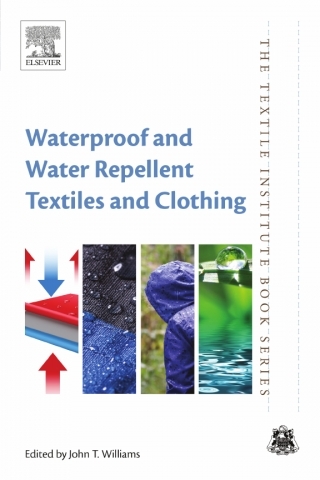 ELSEVIER
Waterproof and
Water Repellent
Textiles and Clothing
THE TEXTILE INSTITUTE BOOK SERIES
Edited by John T. Williams